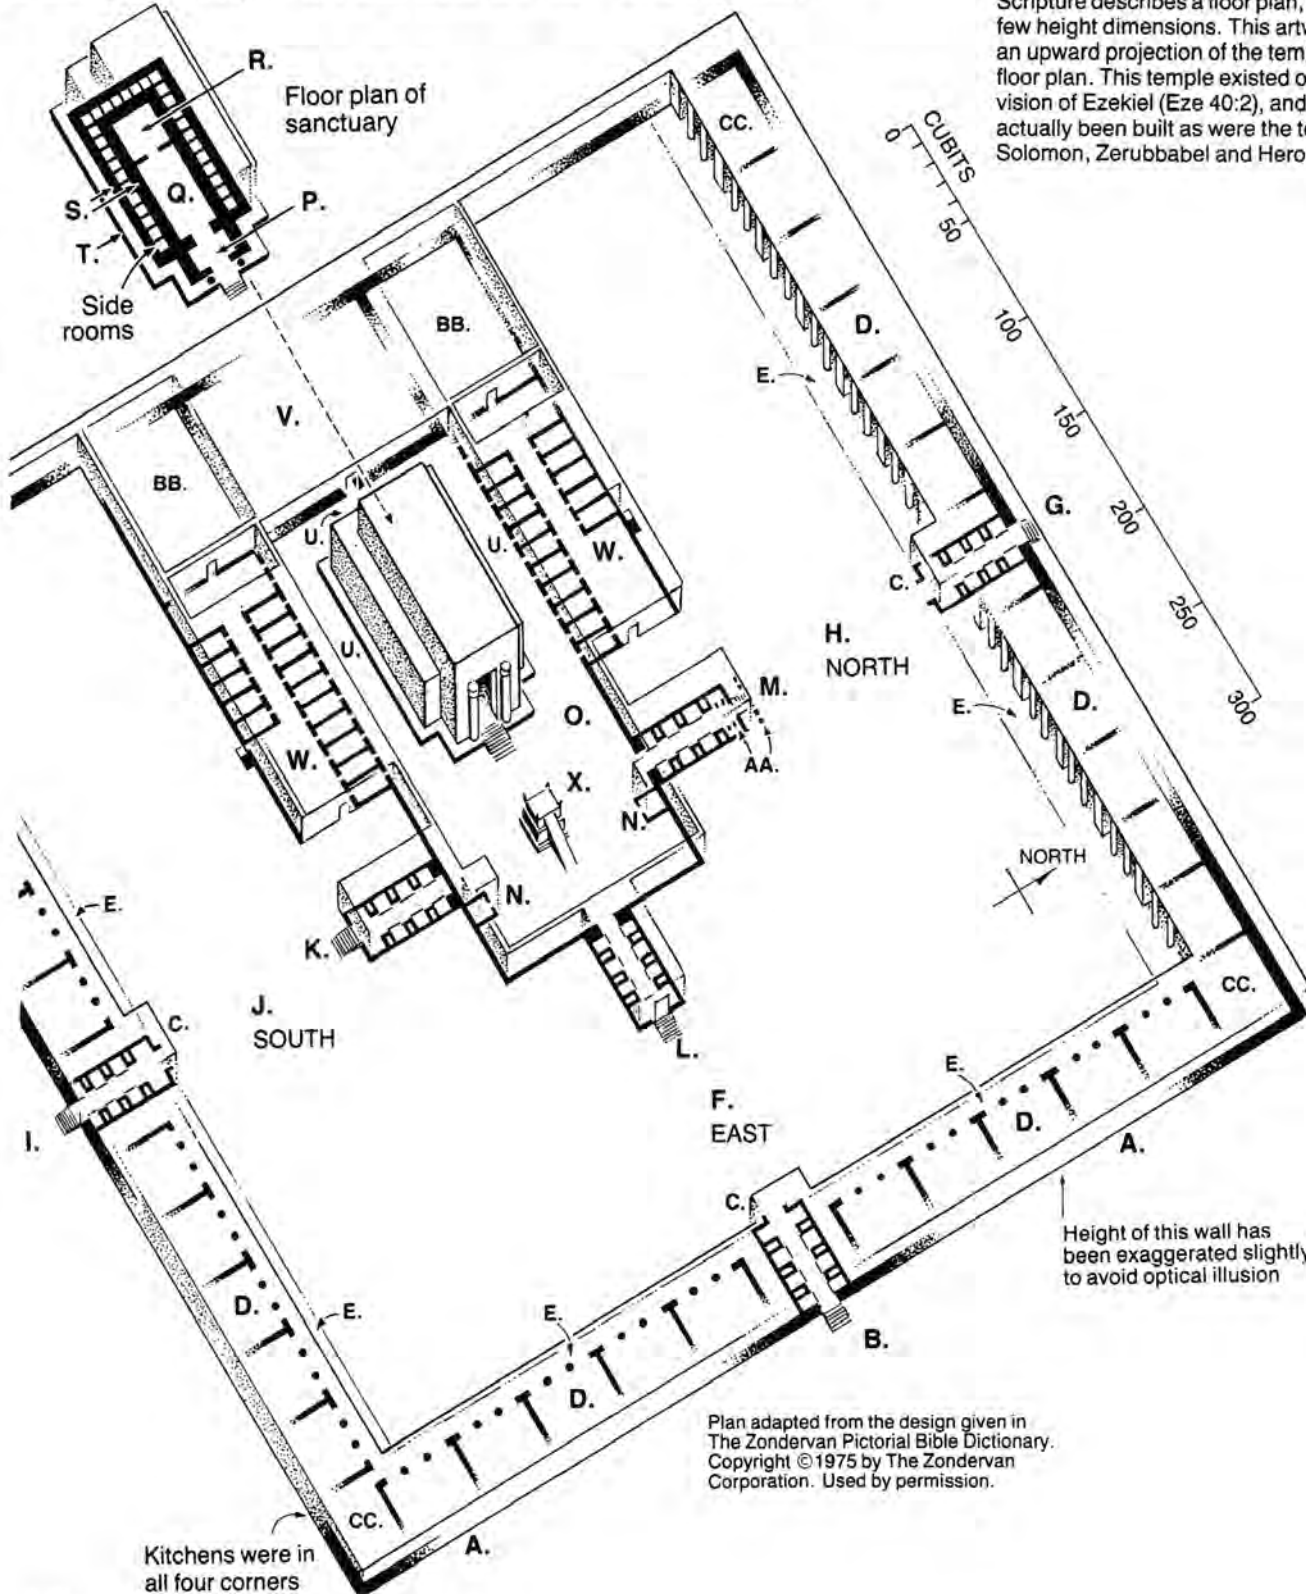 Scripture describes a floor plan,
few height dimensions. This
an upward projection of the
floor plan. This temple existed
vision of Ezekiel (Eze 40:2), and
actually been built as were the
Solomon, Zerubbabel and
R.
Floor plan of
sanctuary
Q.
S.
P.
T.
Side
rooms
CC.
0
CUBITS
50
100
150
200
250
300
BB.
D.
E.
V.
BB.
G.
U.
U.
W.
C.
H.
NORTH
U.
M.
D.
O.
E.
W.
AA.
X.
N.
NORTH
E.
N.
K.
CC.
J.
SOUTH
C.
L.
E.
F.
EAST
D.
I.
A.
C.
Height of this wall has
been exaggerated slightly
to avoid optical illusion
D.
E.
E.
B.
D.
Plan adapted from the design given in
The Zondervan Pictorial Bible Dictionary.
Copyright ©1975 by The Zondervan
Corporation. Used by permission.
CC.
A.
Kitchens were in
all four corners